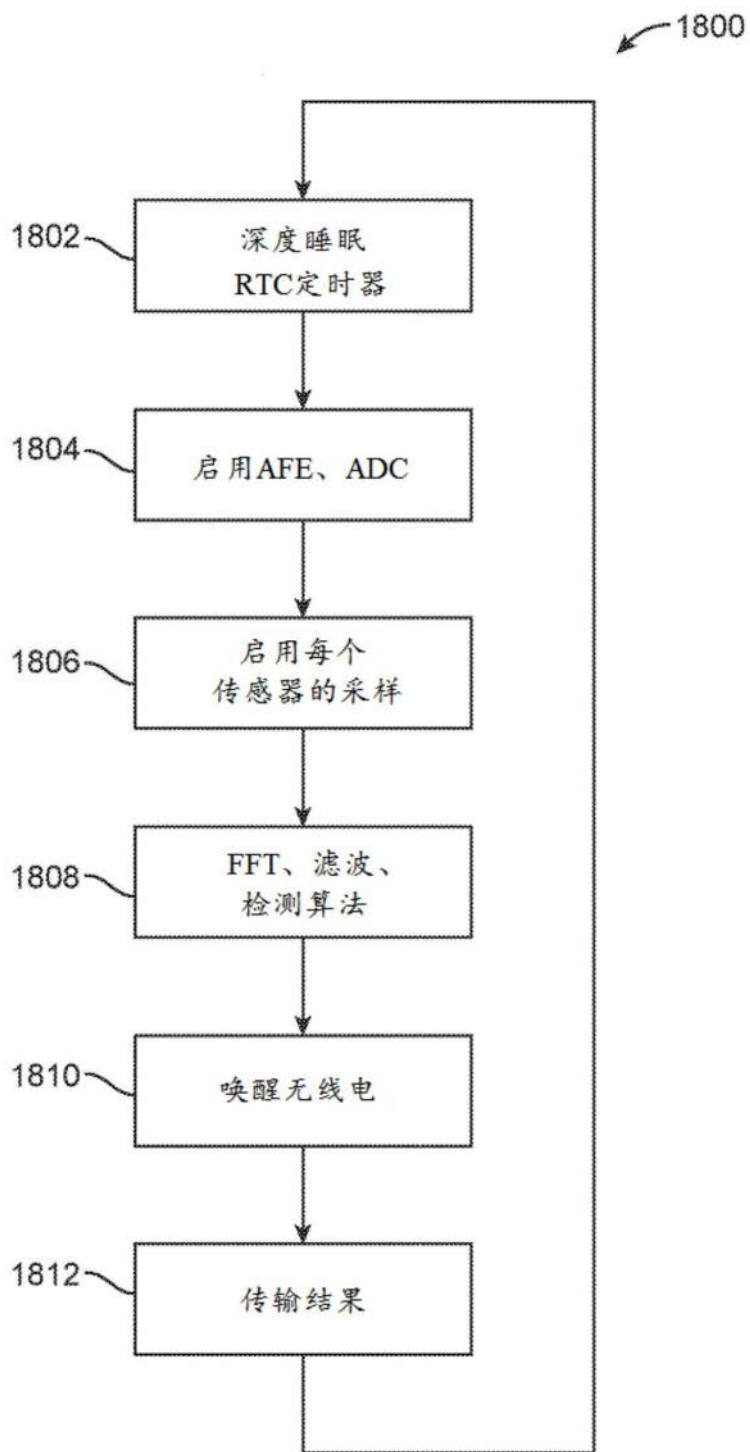 1800
1802
深度睡眠
RTC定时器
1804
启用AFE、ADC
1806
启用每个
传感器的采样
1808
FFT、滤波、
检测算法
1810
唤醒无线电
1812
传输结果